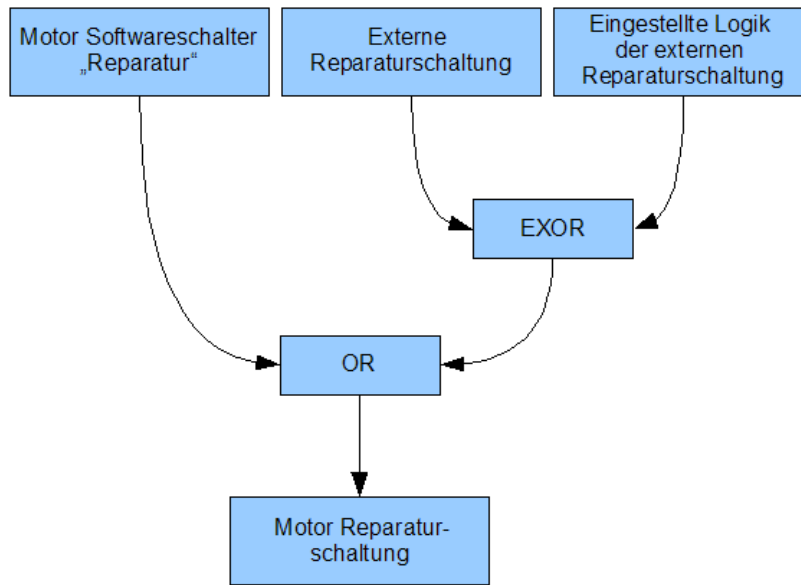 Motor Softwareschalter
„Reparatur“
Externe
Reparaturschaltung
Eingestellte Logik
der externen
Reparaturschaltung
EXOR
OR
Motor Reparatur-
schaltung